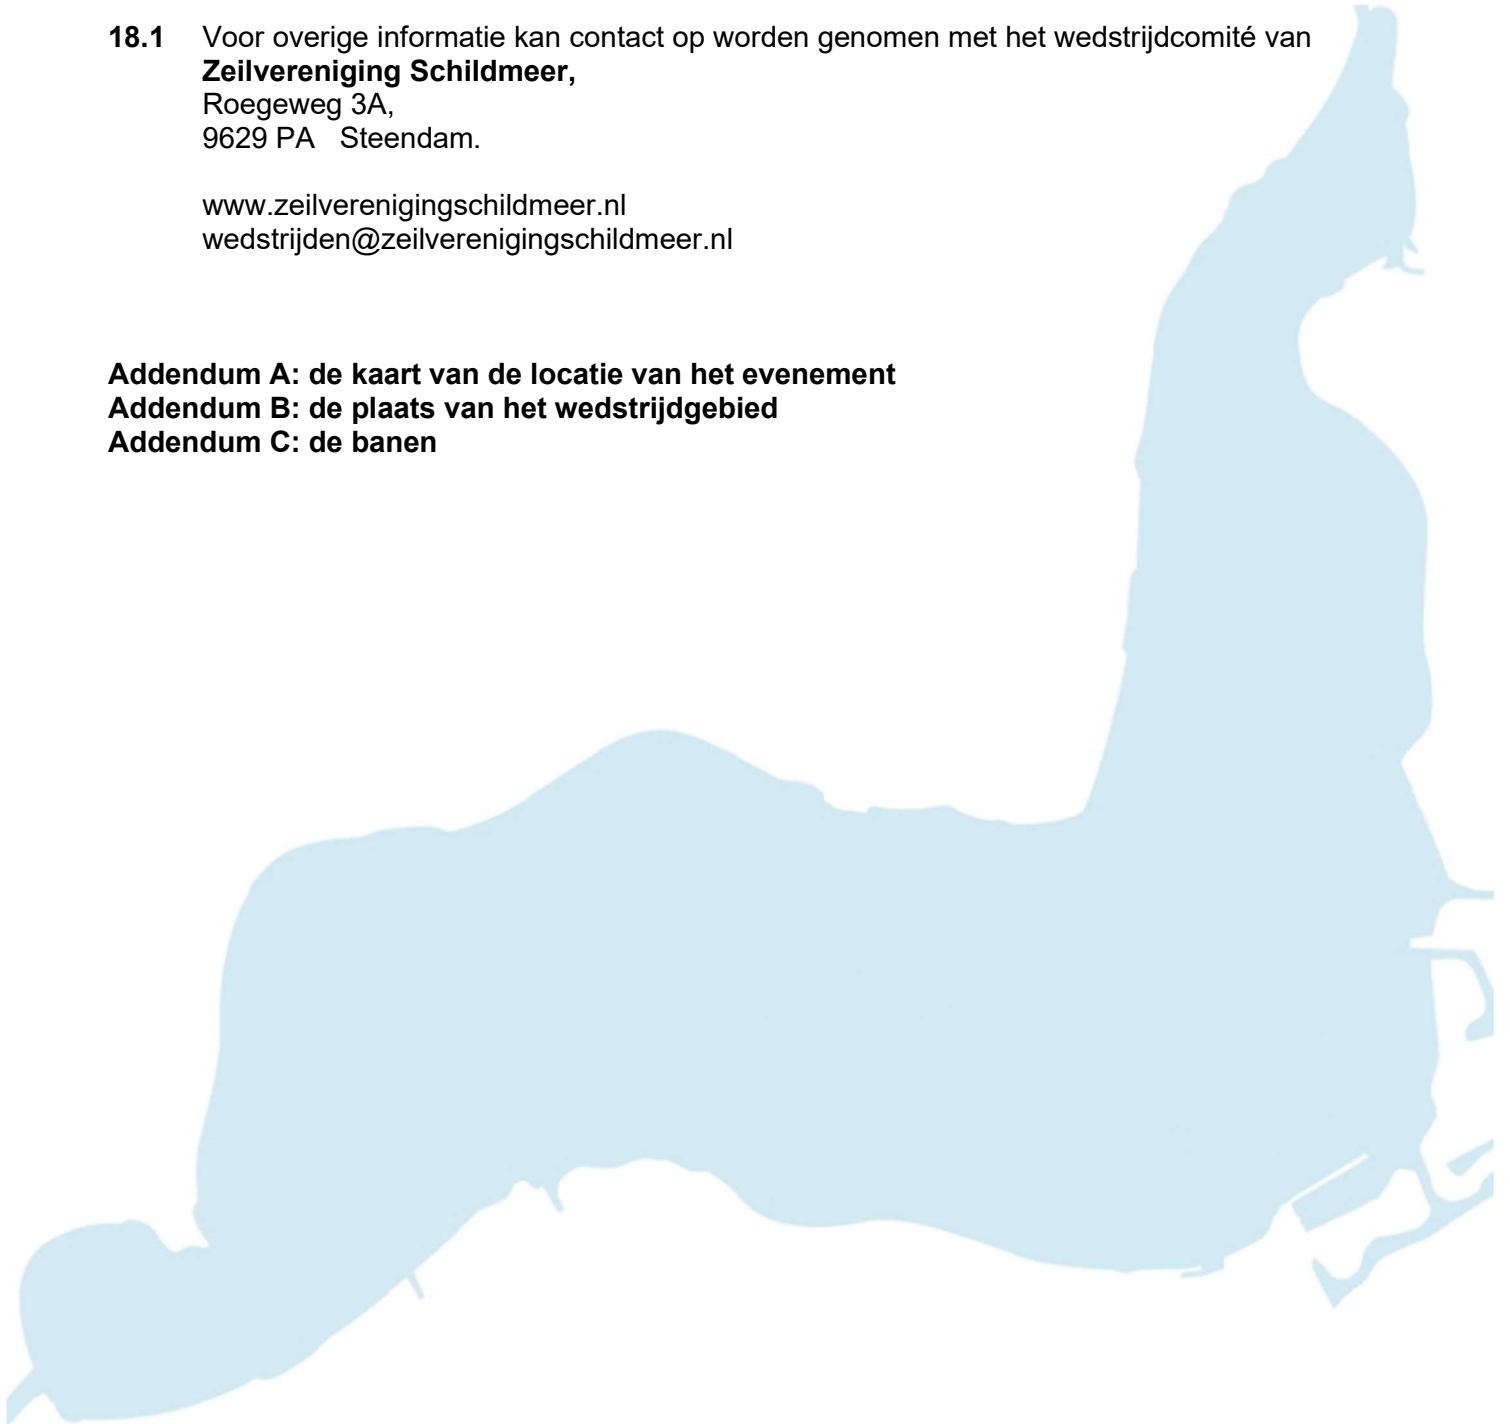 18.1 Voor overige informatie kan contact op worden genomen met het wedstrijdcomité van
Zeilvereniging Schildmeer,
Roegeweg 3A,
9629 PA Steendam.
www.zeilverenigingschildmeer.nl
wedstrijden@zeilverenigingschildmeer.nl
Addendum A: de kaart van de locatie van het evenement
Addendum B: de plaats van het wedstrijdgebied
Addendum C: de banen